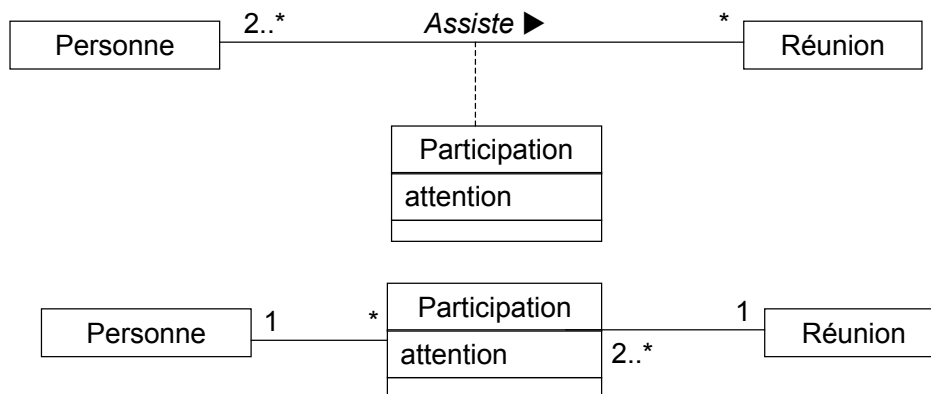 2..* Assiste ▶ *
Personne Réunion
Participation
attention
Participation
1 * 1
Personne Réunion
attention 2..*